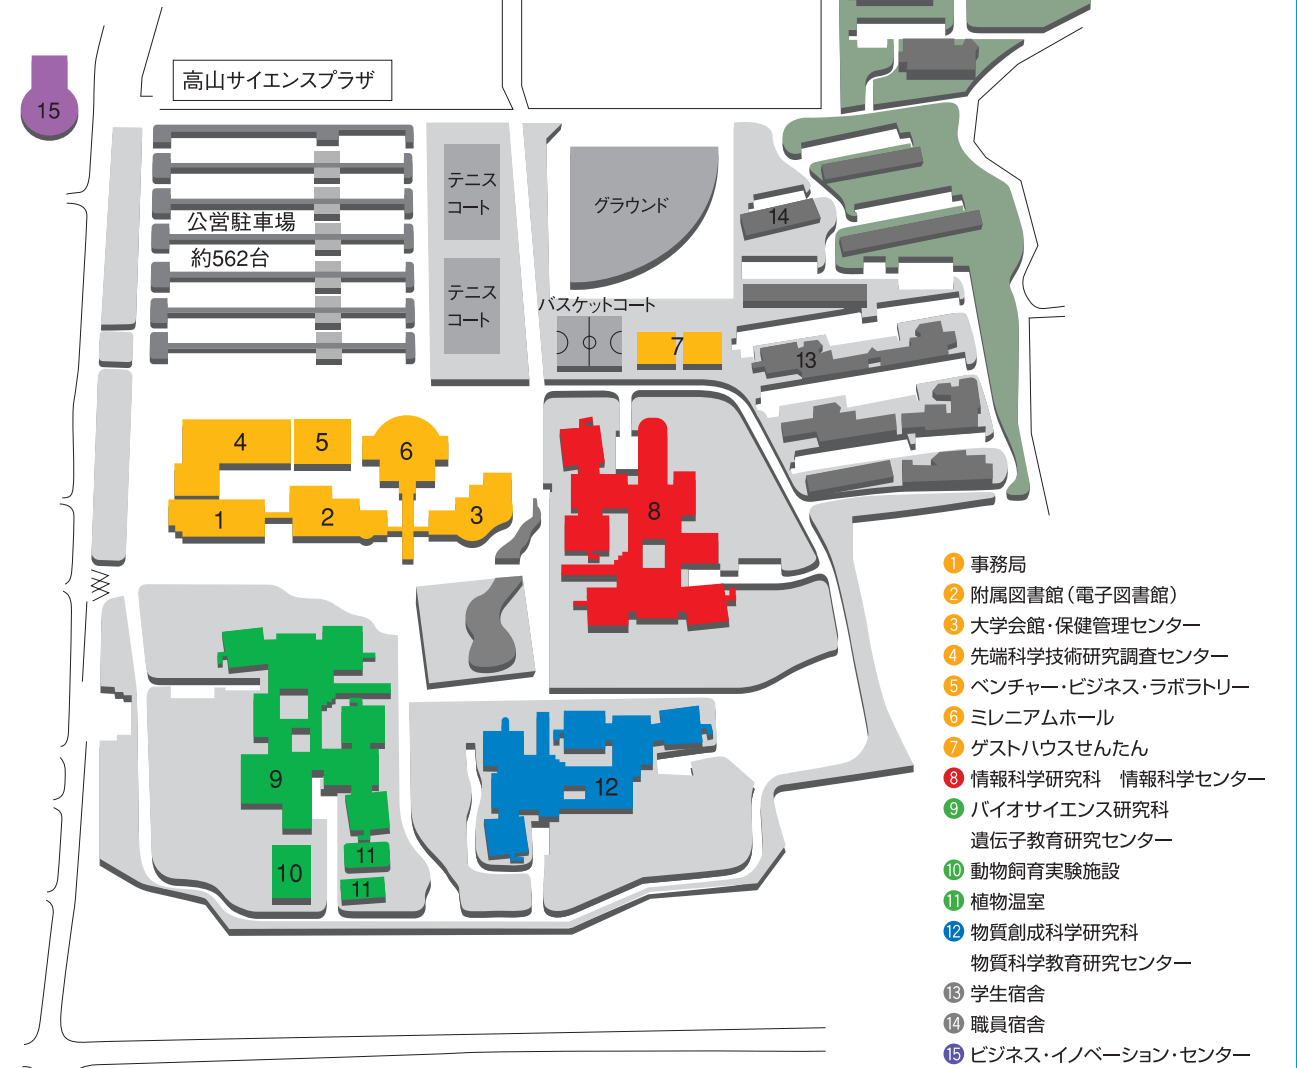 高山サイエンスプラザ
15
テニス
コート
公営駐車場
約562台
グラウンド
14
テニス
コート
バスケットコート
7
13
4
5
6
1
2
3
8
9
12
10
11
11
1 事務局
2 附属図書館（電子図書館）
3 大学会館・保健管理センター
4 先端科学技術研究調査センター
5 ベンチャー・ビジネス・ラボラトリー
6 ミレニアムホール
7 ゲストハウスせんたん
8 情報科学研究科　情報科学センター
9 バイオサイエンス研究科
遺伝子教育研究センター
10 動物飼育実験施設
11 植物温室
12 物質創成科学研究科
物質科学教育研究センター
13 学生宿舎
14 職員宿舎
15 ビジネス・イノベーション・センター